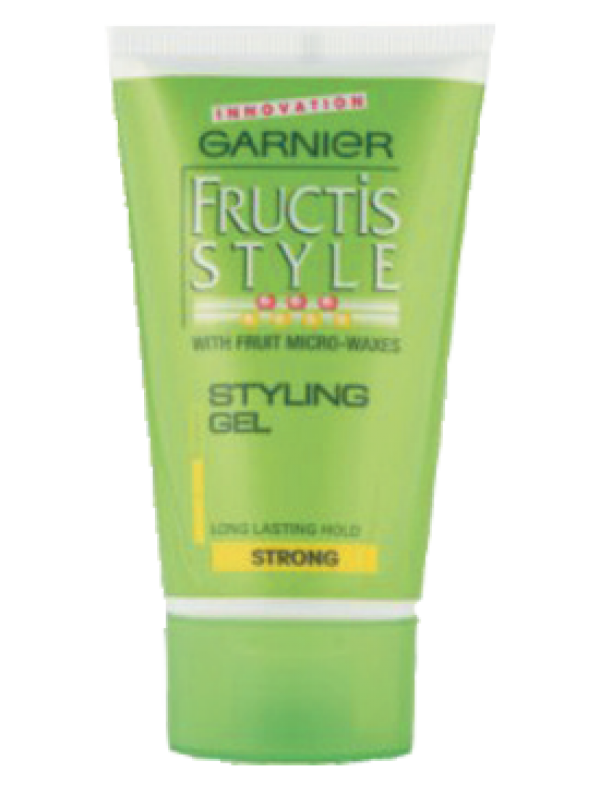 INNOVATION
GARNIER
FRUCTIS
STYLE
WITH FRUIT MICRO-WAXES
STYLING
GEL
LONG LASTING HOLD
STRONG